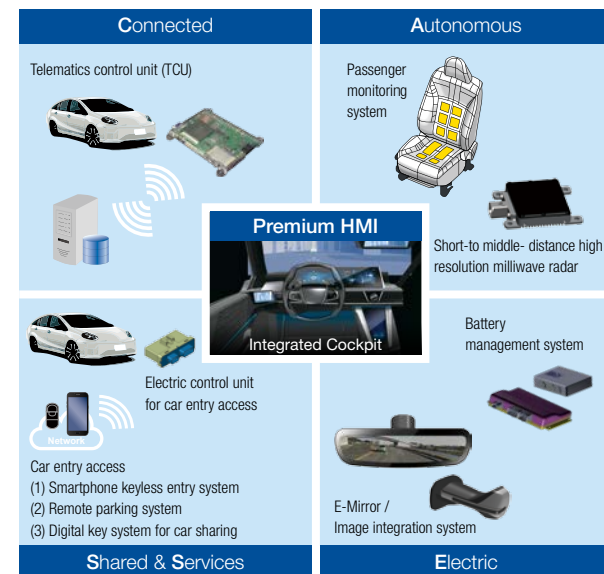 Connected
Telematics control unit (TCU)
Autonomous
Passenger
monitoring
system
Short-to middle- distance high
resolution milliwave radar
Premium HMI
Integrated Cockpit
Electric control unit
for car entry access
Network
Car entry access
(1) Smartphone keyless entry system
(2) Remote parking system
(3) Digital key system for car sharing
Shared & Services
Battery
management system
E-Mirror /
Image integration system
Electric